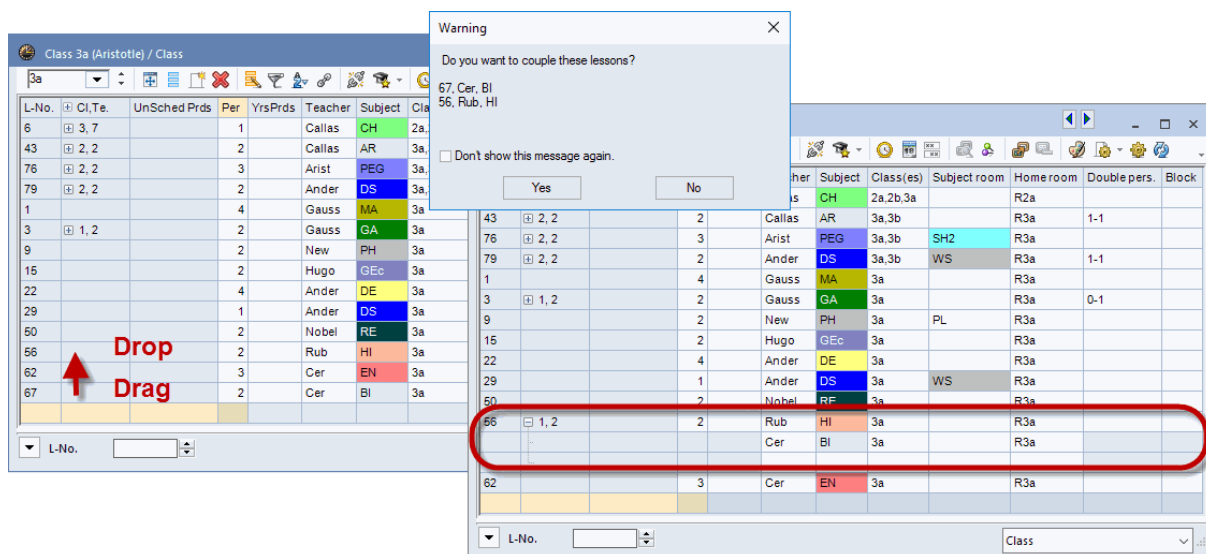 Class 3a (Aristotle) / Class
3a
L-No. Cl,Te. UnSched Prds Per YrsPrds Teacher Subject Cla
6 3, 7 1 Callas CH 2a,
43 2, 2 2 Callas AR 3a,
76 2, 2 3 Arist PEG 3a,
79 2, 2 2 Ander DS 3a,
1 4 Gauss MA 3a
3 1, 2 2 Gauss GA 3a
9 2 New PH 3a
15 2 Hugo GEc 3a
22 4 Ander DE 3a
29 1 Ander DS 3a
50 2 Nobel RE 3a
56 2 Rub HI 3a
62 3 Cer EN 3a
67 2 Cer BI 3a
Drop
Drag
L-No.
Warning
Do you want to couple these lessons?
67, Cer, BI
56, Rub, HI
Don't show this message again.
Yes No
her Subject Class(es) Subject room Homeroom Double pers. Block
as CH 2a,2b,3a R2a
43 2, 2 2 Callas AR 3a,3b R3a 1-1
76 2, 2 3 Arist PEG 3a,3b SH2 R3a
79 2, 2 2 Ander DS 3a,3b WS R3a 1-1
1 4 Gauss MA 3a R3a
3 1, 2 2 Gauss GA 3a R3a 0-1
9 2 New PH 3a PL R3a
15 2 Hugo GEc 3a R3a
22 4 Ander DE 3a R3a
29 1 Ander DS 3a WS R3a
50 2 Nobel RE 3a R3a
56 1, 2 2 Rub HI 3a R3a
Cer BI 3a R3a
62 3 Cer EN 3a R3a
L-No.
Class